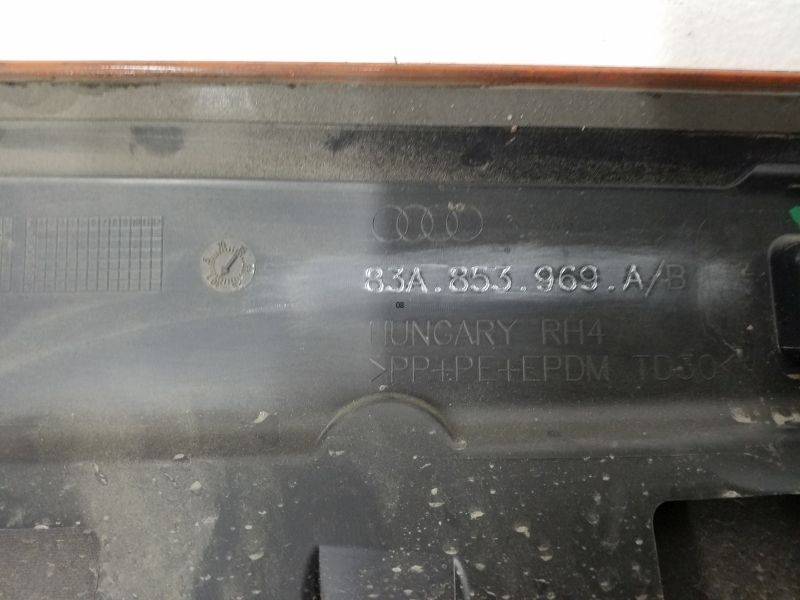 83A.853.969.A/B
08
HUNGARY RH4
>PP+PE+EPDM TD30<